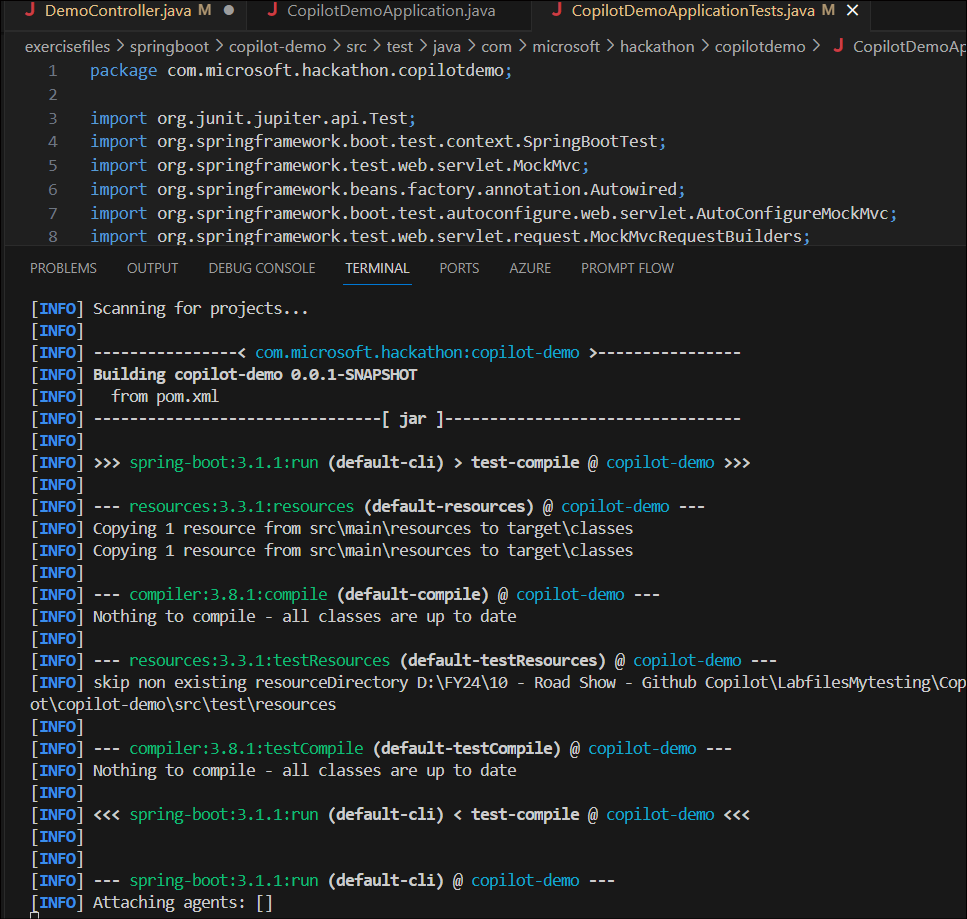 DemoController.java M
CopilotDemoApplication.java
CopilotDemoApplicationTests.java M
exercisefiles > springboot > copilot-demo > src > test > java > com > microsoft > hackathon > copilotdemo > CopilotDemoAp
1 package com.microsoft.hackathon.copilotdemo;
2
3 import org.junit.jupiter.api.Test;
4 import org.springframework.boot.test.context.SpringBootTest;
5 import org.springframework.test.web.servlet.MockMvc;
6 import org.springframework.beans.factory.annotation.Autowired;
7 import org.springframework.boot.test.autoconfigure.web.servlet.AutoConfigureMockMvc;
8 import org.springframework.test.web.servlet.request.MockMvcRequestBuilders;
PROBLEMS OUTPUT DEBUG CONSOLE TERMINAL PORTS AZURE PROMPT FLOW
[INFO] Scanning for projects...
[INFO]
[INFO] ----------------< com.microsoft.hackathon:copilot-demo >----------------
[INFO] Building copilot-demo 0.0.1-SNAPSHOT
[INFO]   from pom.xml
[INFO] --------------------------------[ jar ]---------------------------------
[INFO]
[INFO] >>> spring-boot:3.1.1:run (default-cli) > test-compile @ copilot-demo >>>
[INFO]
[INFO] --- resources:3.3.1:resources (default-resources) @ copilot-demo ---
[INFO] Copying 1 resource from src\main\resources to target\classes
[INFO] Copying 1 resource from src\main\resources to target\classes
[INFO]
[INFO] --- compiler:3.8.1:compile (default-compile) @ copilot-demo ---
[INFO] Nothing to compile - all classes are up to date
[INFO]
[INFO] --- resources:3.3.1:testResources (default-testResources) @ copilot-demo ---
[INFO] skip non existing resourceDirectory D:\FY24\10 - Road Show - Github Copilot\LabfilesMytesting\Cop
ot\copilot-demo\src\test\resources
[INFO]
[INFO] --- compiler:3.8.1:testCompile (default-testCompile) @ copilot-demo ---
[INFO] Nothing to compile - all classes are up to date
[INFO]
[INFO] <<< spring-boot:3.1.1:run (default-cli) < test-compile @ copilot-demo <<<
[INFO]
[INFO]
[INFO] --- spring-boot:3.1.1:run (default-cli) @ copilot-demo ---
[INFO] Attaching agents: []